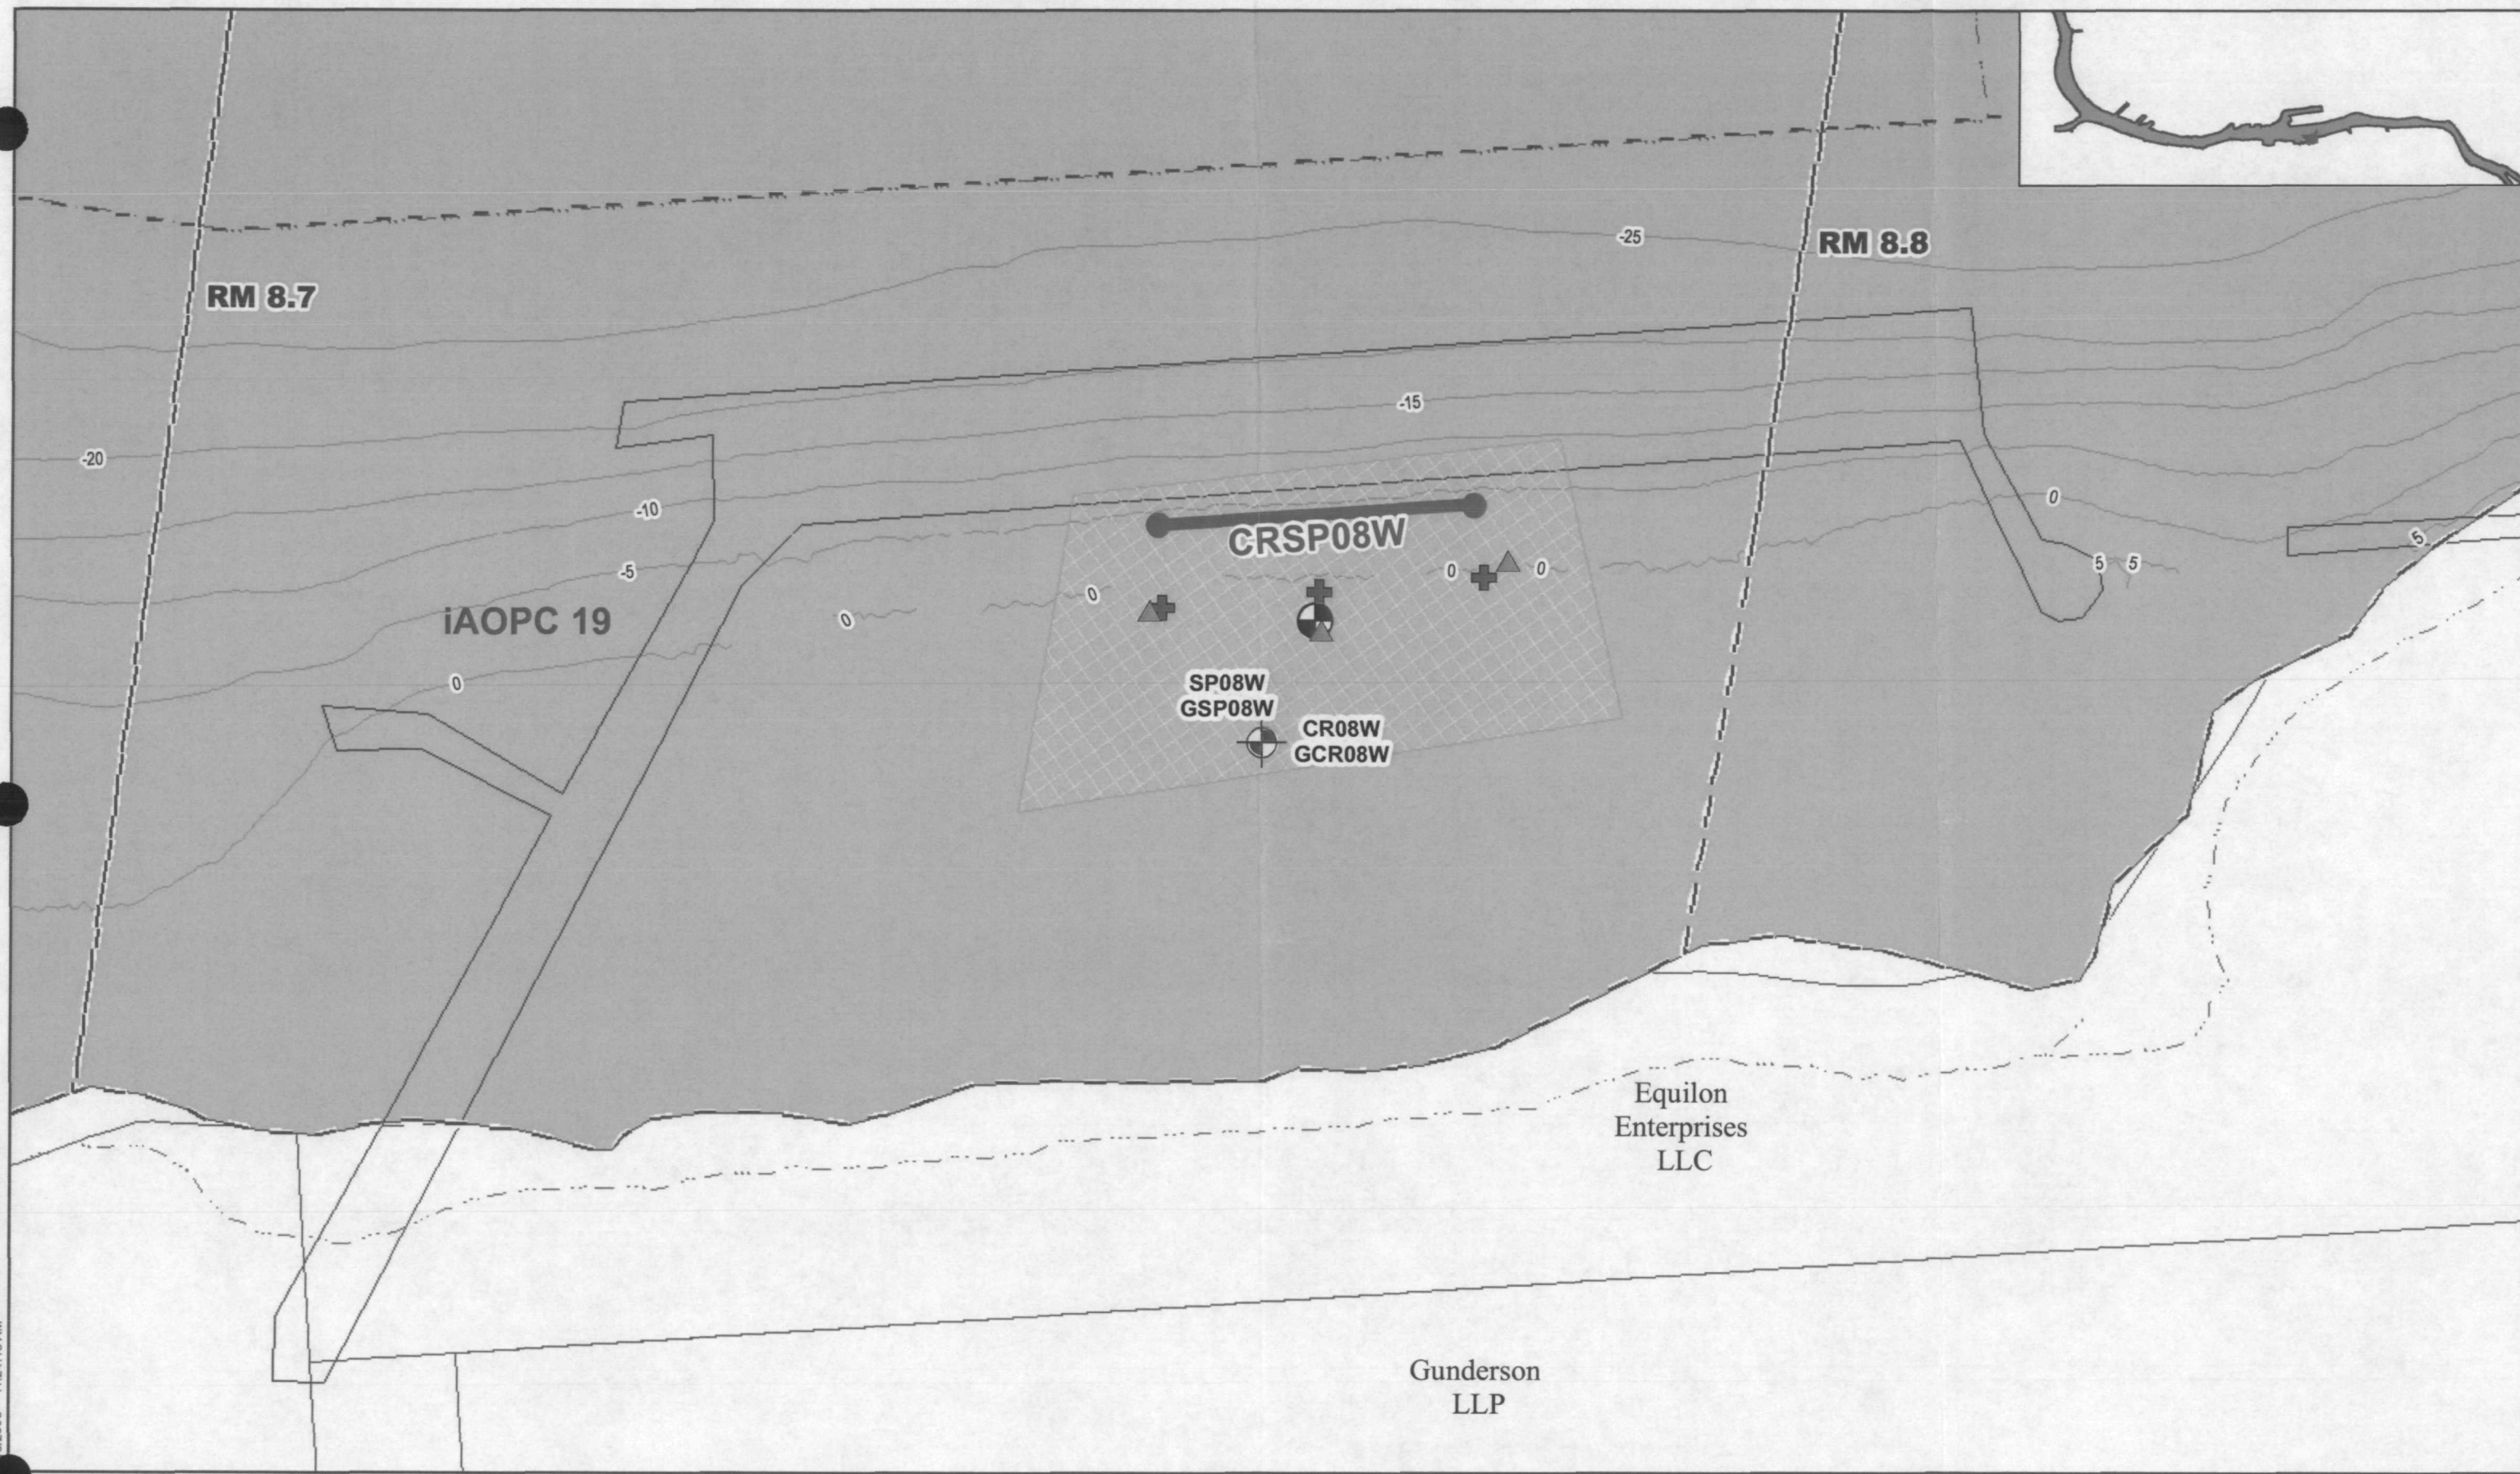 RM 8.7
RM 8.8
-25
-15
-20
-10
-5
0
0
0
0
0
0
5
5
5
CRSP08W
iAOPC 19
SP08W
GSP08W
CR08W
GCR08W
Equilon
Enterprises
LLC
Gunderson
LLP